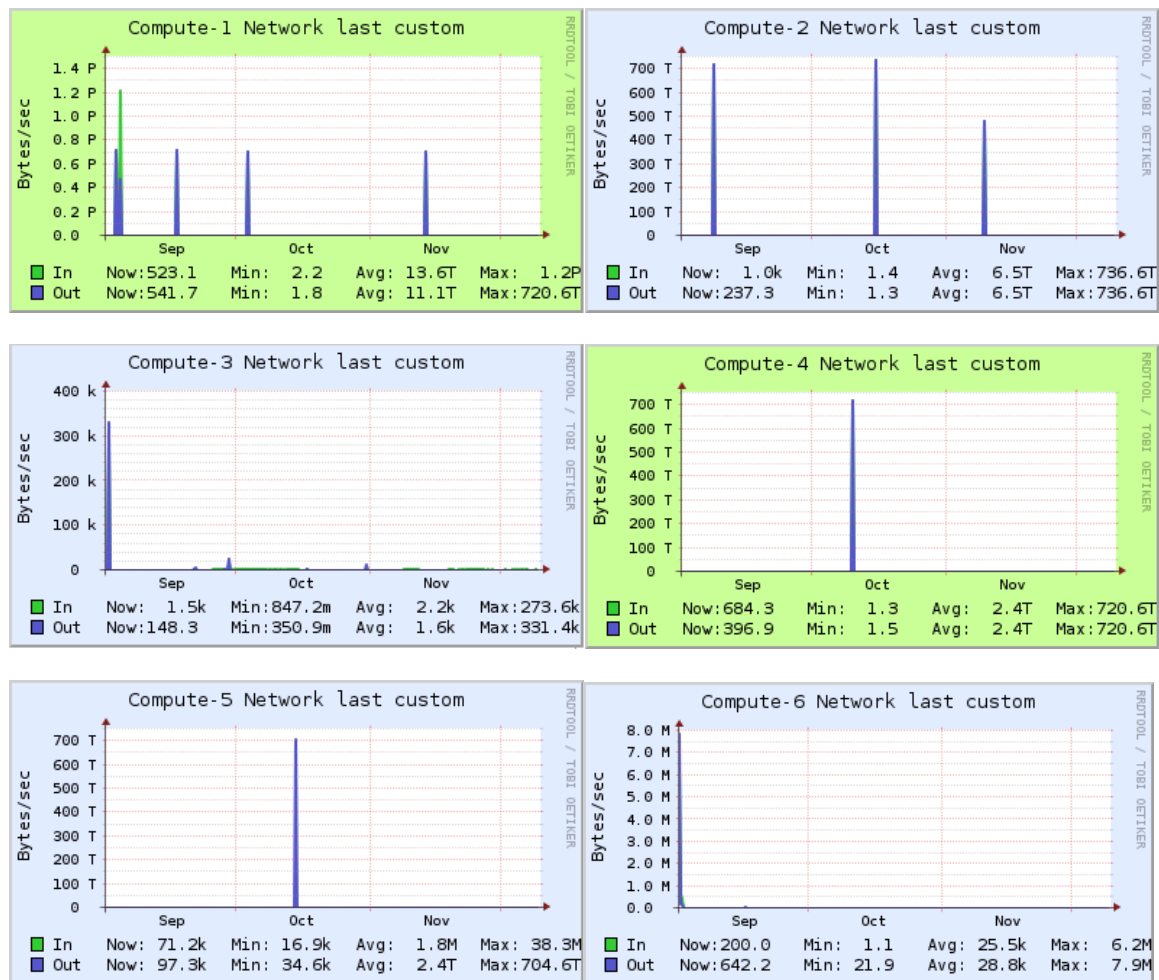 Compute-1 Network last custom
RRDTOOL / TOBI OETIKER
Bytes/sec
1.4 P
1.2 P
1.0 P
0.8 P
0.6 P
0.4 P
0.2 P
0.0
Sep Oct Nov
In Now:523.1 Min: 2.2 Avg: 13.6T Max: 1.2P
Out Now:541.7 Min: 1.8 Avg: 11.1T Max:720.6T
Compute-2 Network last custom
RRDTOOL / TOBI OETIKER
Bytes/sec
700 T
600 T
500 T
400 T
300 T
200 T
100 T
0
Sep Oct Nov
In Now: 1.0k Min: 1.4 Avg: 6.5T Max:736.6T
Out Now:237.3 Min: 1.3 Avg: 6.5T Max:736.6T
Compute-3 Network last custom
RRDTOOL / TOBI OETIKER
Bytes/sec
400 k
300 k
200 k
100 k
0
Sep Oct Nov
In Now: 1.5k Min:847.2m Avg: 2.2k Max:273.6k
Out Now:148.3 Min:350.9m Avg: 1.6k Max:331.4k
Compute-4 Network last custom
RRDTOOL / TOBI OETIKER
Bytes/sec
700 T
600 T
500 T
400 T
300 T
200 T
100 T
0
Sep Oct Nov
In Now:684.3 Min: 1.3 Avg: 2.4T Max:720.6T
Out Now:396.9 Min: 1.5 Avg: 2.4T Max:720.6T
Compute-5 Network last custom
RRDTOOL / TOBI OETIKER
Bytes/sec
700 T
600 T
500 T
400 T
300 T
200 T
100 T
0
Sep Oct Nov
In Now: 71.2k Min: 16.9k Avg: 1.8M Max: 38.3M
Out Now: 97.3k Min: 34.6k Avg: 2.4T Max:704.6T
Compute-6 Network last custom
RRDTOOL / TOBI OETIKER
Bytes/sec
8.0 M
7.0 M
6.0 M
5.0 M
4.0 M
3.0 M
2.0 M
1.0 M
0.0
Sep Oct Nov
In Now:200.0 Min: 1.1 Avg: 25.5k Max: 6.2M
Out Now:642.2 Min: 21.9 Avg: 28.8k Max: 7.9M